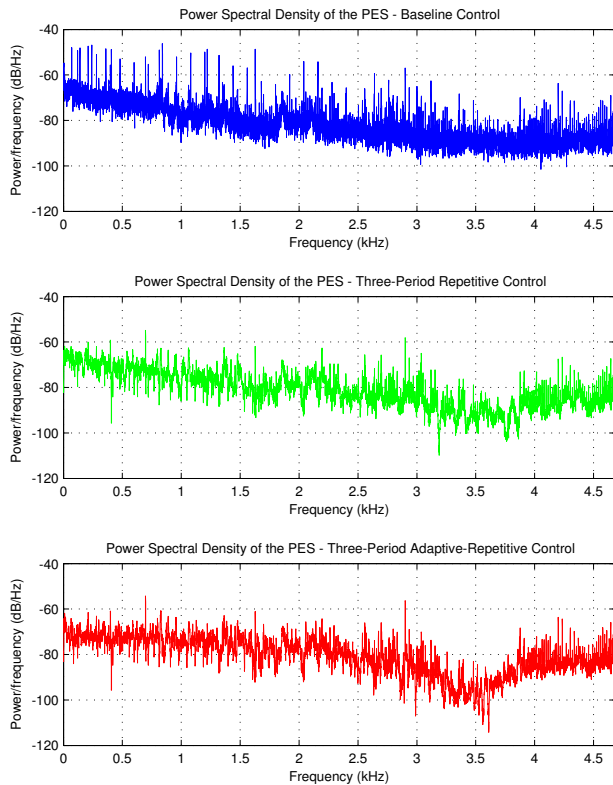 Power Spectral Density of the PES - Baseline Control
-40
-60
-80
-100
-120
Power/frequency (dB/Hz)
0 0.5 1 1.5 2 2.5 3 3.5 4 4.5
Frequency (kHz)
Power Spectral Density of the PES - Three-Period Repetitive Control
-40
-60
-80
-100
-120
Power/frequency (dB/Hz)
0 0.5 1 1.5 2 2.5 3 3.5 4 4.5
Frequency (kHz)
Power Spectral Density of the PES - Three-Period Adaptive-Repetitive Control
-40
-60
-80
-100
-120
Power/frequency (dB/Hz)
0 0.5 1 1.5 2 2.5 3 3.5 4 4.5
Frequency (kHz)